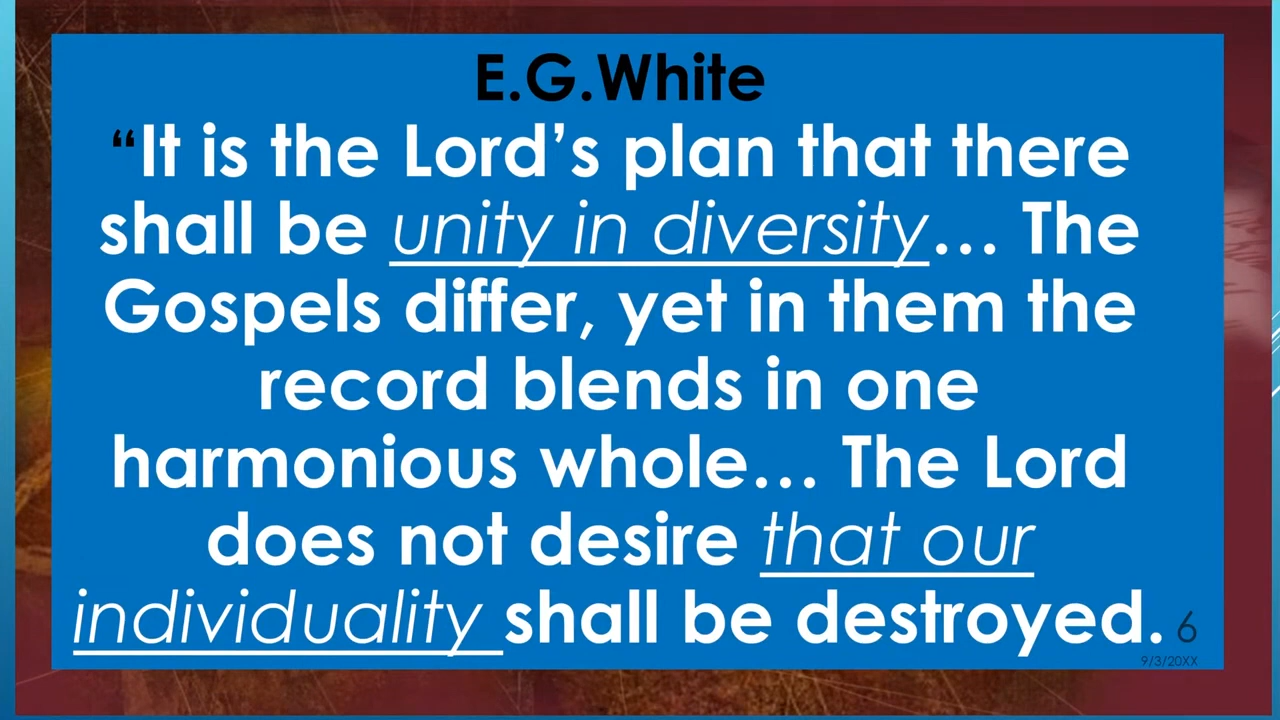 E.G.White
“It is the Lord’s plan that there
shall be unity in diversity… The
Gospels differ, yet in them the
record blends in one
harmonious whole… The Lord
does not desire that our
individuality shall be destroyed.
6
9/3/20XX